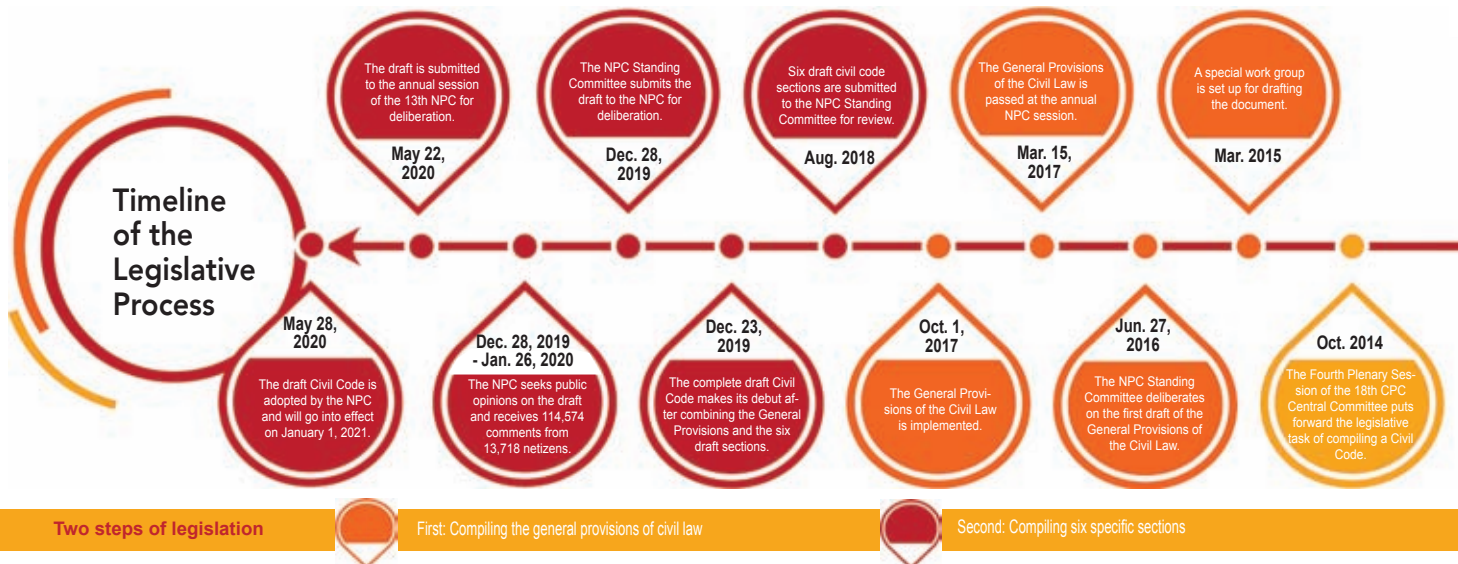 Timeline
of the
Legislative
Process
The draft is submitted
to the annual session
of the 13th NPC for
deliberation.
May 22,
2020
The NPC Standing
Committee submits the
draft to the NPC for
deliberation.
Dec. 28,
2019
Six draft civil code
sections are submitted
to the NPC Standing
Committee for review.
Aug. 2018
The General Provisions
of the Civil Law is
passed at the annual
NPC session.
Mar. 15,
2017
A special work group
is set up for drafting
the document.
Mar. 2015
May 28,
2020
The draft Civil Code is
adopted by the NPC
and will go into effect
on January 1, 2021.
Dec. 28, 2019
- Jan. 26, 2020
The NPC seeks public
opinions on the draft
and receives 114,574
comments from
13,718 netizens.
Dec. 23,
2019
The complete draft Civil
Code makes its debut af-
ter combining the General
Provisions and the six
draft sections.
Oct. 1,
2017
The General Provi-
sions of the Civil Law
is implemented.
Jun. 27,
2016
The NPC Standing
Committee deliberates
on the first draft of the
General Provisions of
the Civil Law.
Oct. 2014
The Fourth Plenary Ses-
sion of the 18th CPC
Central Committee puts
forward the legislative
task of compiling a Civil
Code.
Two steps of legislation
First: Compiling the general provisions of civil law
Second: Compiling six specific sections